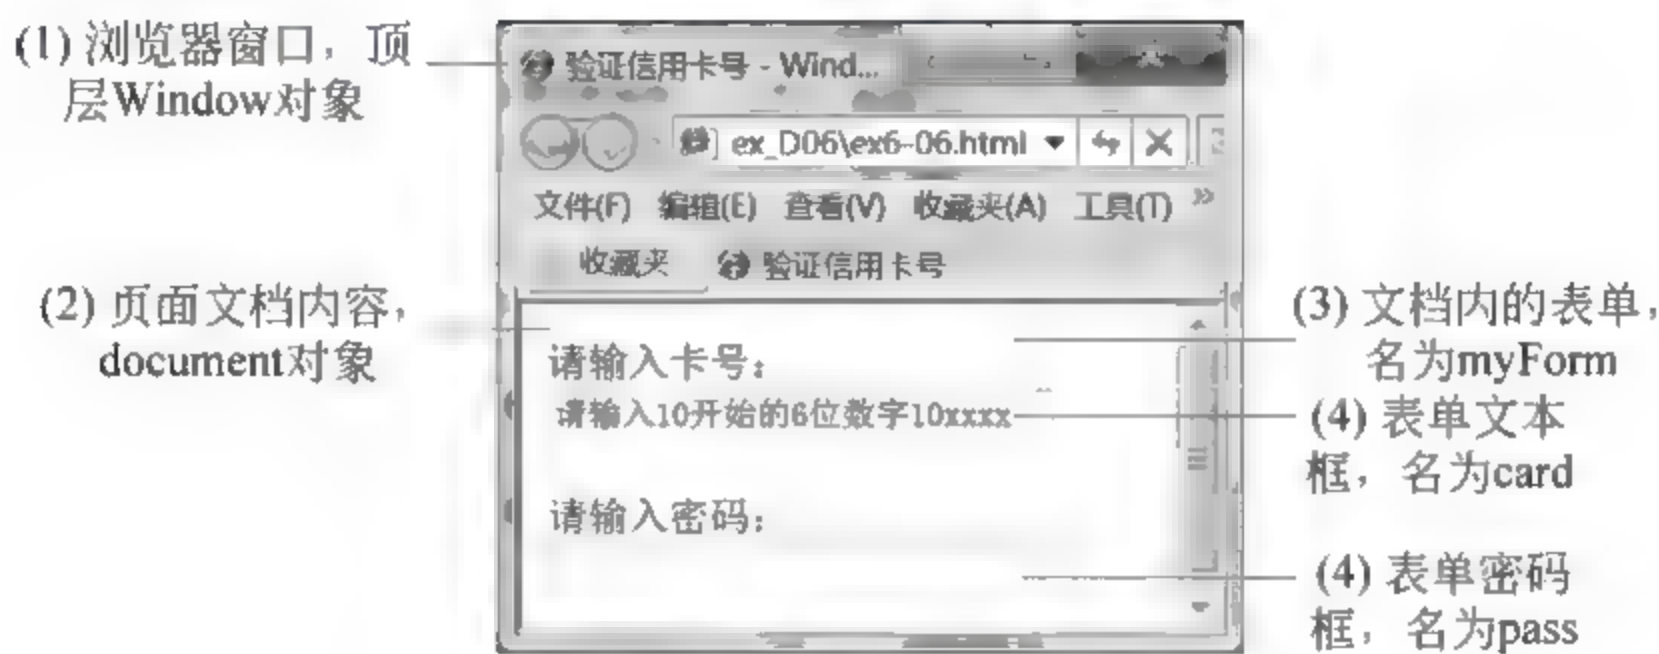 (1) 浏览器窗口，顶
层Window对象
验证信用卡号 - Wind...
ex_D06\ex6-06.html
文件(F) 编辑(E) 查看(V) 收藏夹(A) 工具(T) »
收藏夹 验证信用卡号
(2) 页面文档内容，
document对象
请输入卡号：
请输入10开始的6位数字10xxxx
请输入密码：
(3) 文档内的表单，
名为myForm
(4) 表单文本
框，名为card
(4) 表单密码
框，名为pass